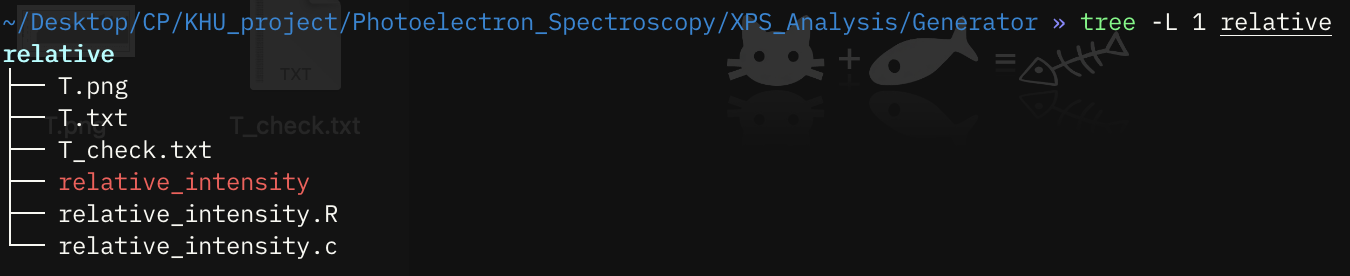 ~/Desktop/CP/KHU_project/Photoelectron_Spectroscopy/XPS_Analysis/Generator » tree -L 1 relative
relative
├── T.png
├── T.txt
├── T_check.txt
├── relative_intensity
├── relative_intensity.R
└── relative_intensity.c
TXT
T.png T_check.txt
+ =